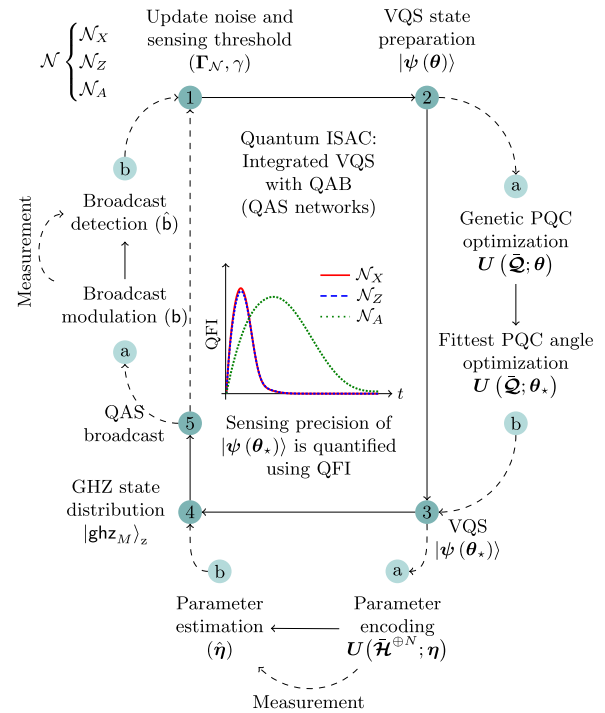 𝒩 { 𝒩_X
𝒩_Z
𝒩_A
Update noise and
sensing threshold
(𝚪_𝒩, γ)
VQS state
preparation
|𝝍 (𝜽)⟩
1
2
b
a
Quantum ISAC:
Integrated VQS
with QAB
(QAS networks)
Measurement
Broadcast
detection (b̂)
Broadcast
modulation (b)
a
Genetic PQC
optimization
𝑼 (𝓠̄; 𝜽)
Fittest PQC angle
optimization
𝑼 (𝓠̄; 𝜽⋆)
b
QFI
𝒩_X
𝒩_Z
𝒩_A
t
QAS
broadcast
5
Sensing precision of
|𝝍 (𝜽⋆)⟩ is quantified
using QFI
GHZ state
distribution
|ghz_M⟩_z
4
3
VQS
|𝝍 (𝜽⋆)⟩
b
a
Parameter
estimation
(𝜼̂)
Parameter
encoding
𝑼(𝓗̄^⊕N; 𝜼)
Measurement